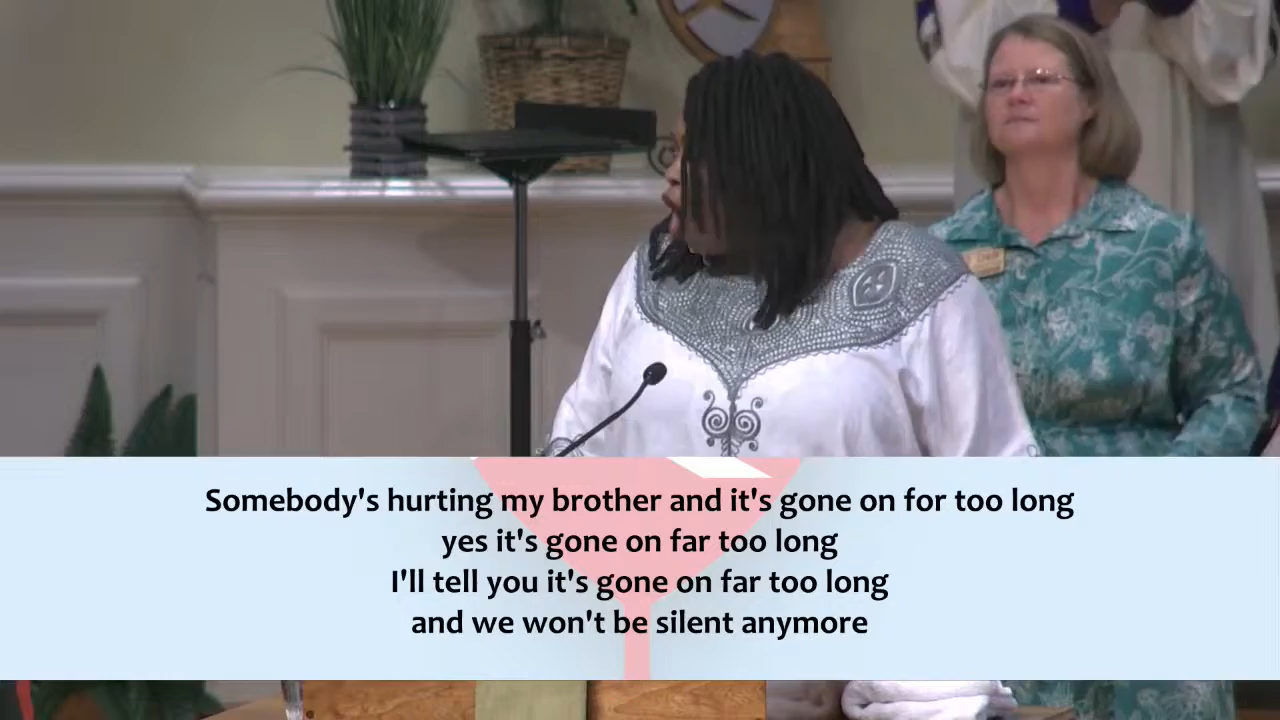 Somebody's hurting my brother and it's gone on for too long
yes it's gone on far too long
I'll tell you it's gone on far too long
and we won't be silent anymore